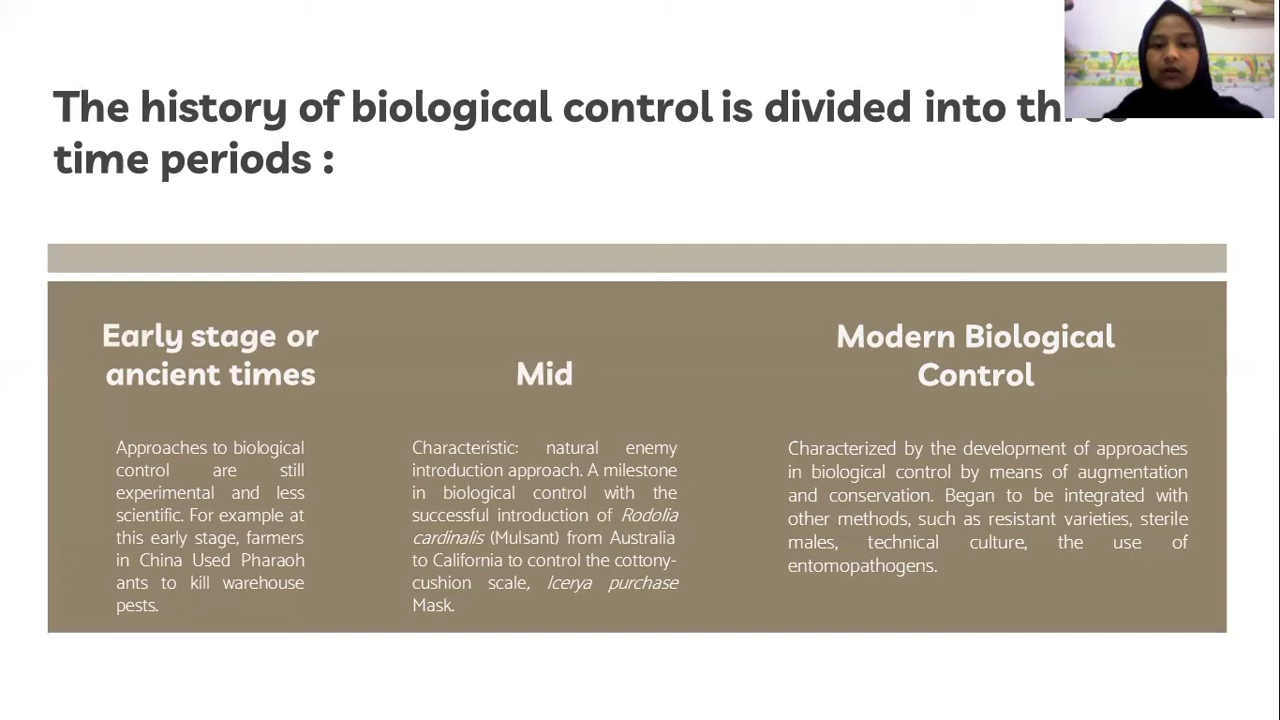 The history of biological control is divided into three
time periods :
Early stage or
ancient times
Approaches to biological
control are still
experimental and less
scientific. For example at
this early stage, farmers
in China Used Pharaoh
ants to kill warehouse
pests.
Mid
Characteristic: natural enemy
introduction approach. A milestone
in biological control with the
successful introduction of Rodolia
cardinalis (Mulsant) from Australia
to California to control the cottony-
cushion scale, Icerya purchase
Mask.
Modern Biological
Control
Characterized by the development of approaches
in biological control by means of augmentation
and conservation. Began to be integrated with
other methods, such as resistant varieties, sterile
males, technical culture, the use of
entomopathogens.